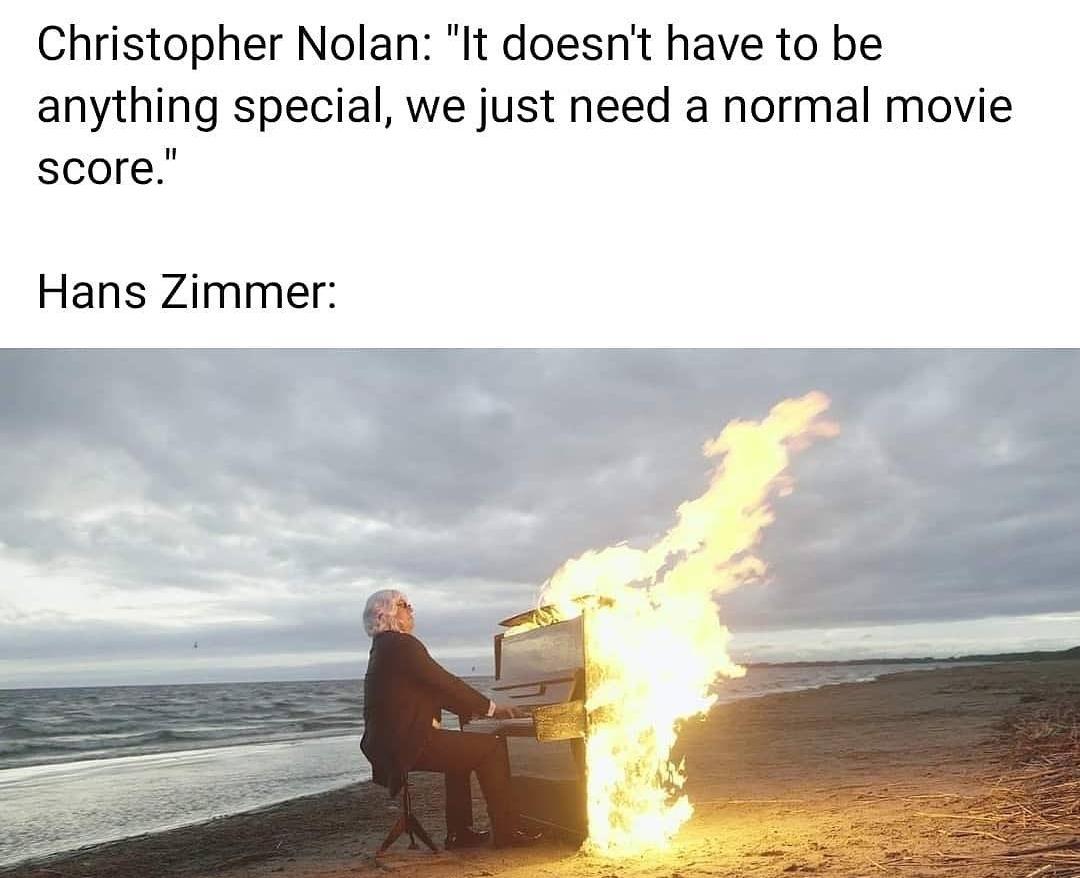 Christopher Nolan: "It doesn't have to be
anything special, we just need a normal movie
score."
Hans Zimmer: